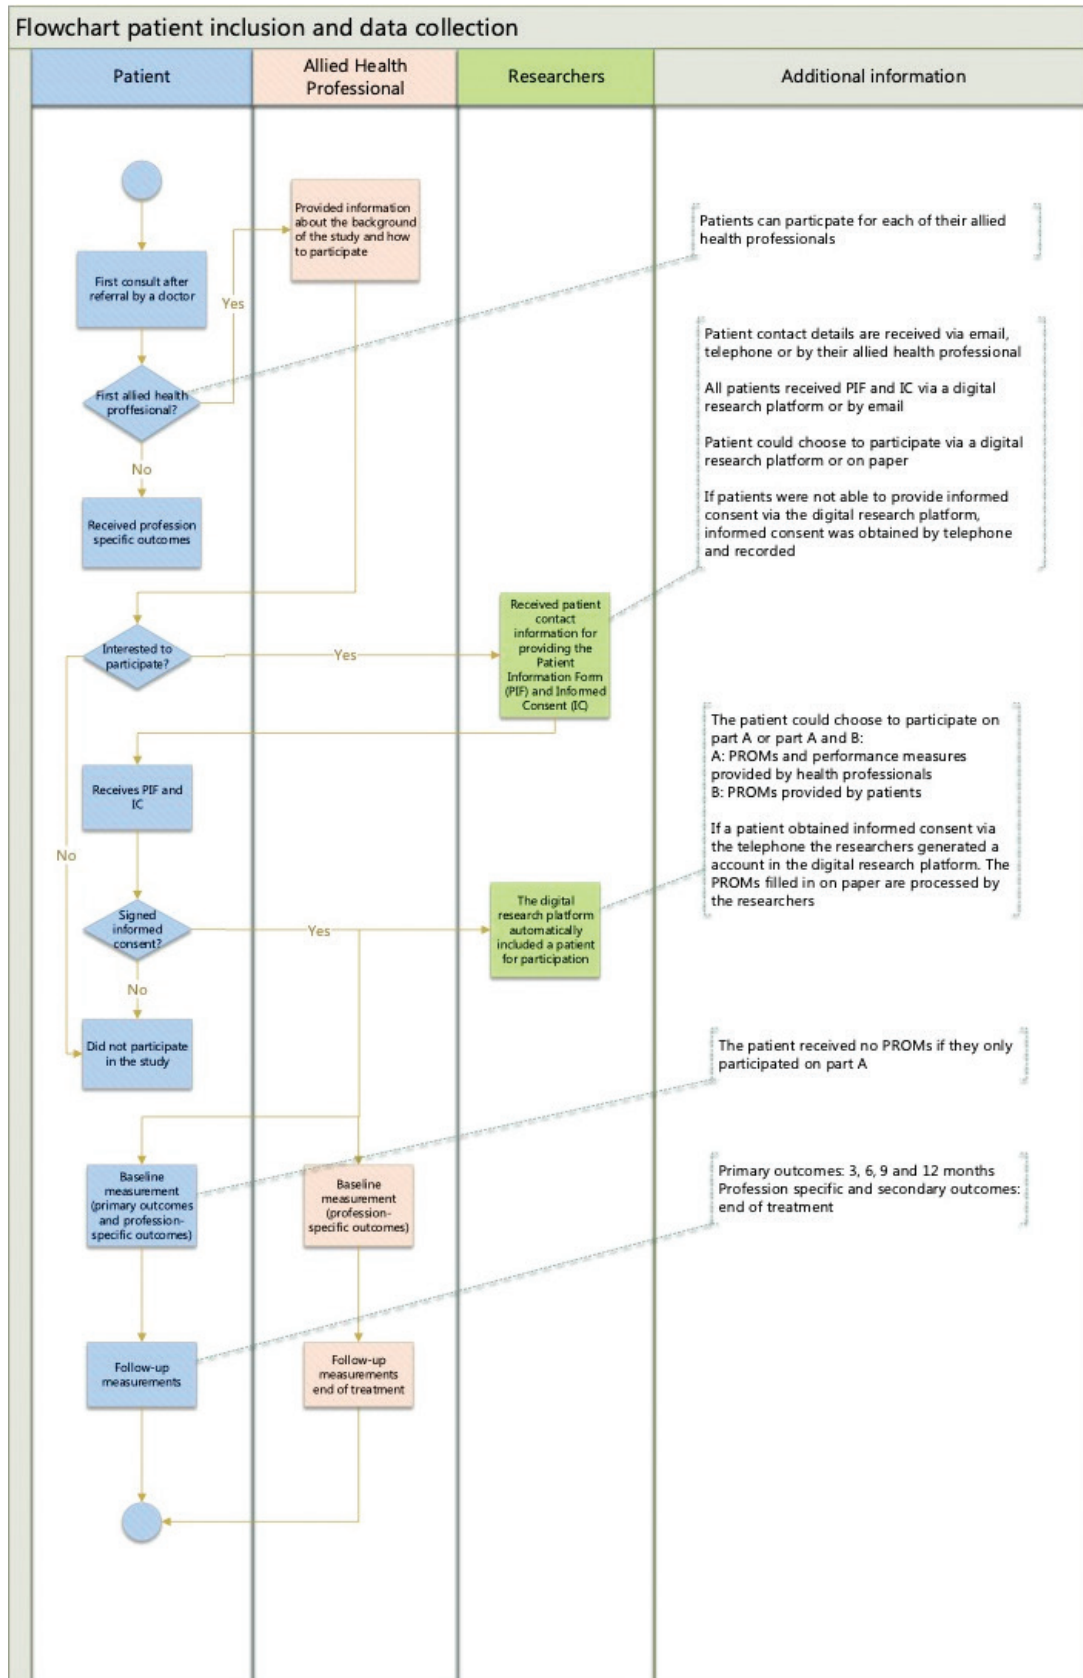 Flowchart patient inclusion and data collection
Patient
Allied Health
Professional
Researchers
Additional information
Provided information
about the background
of the study and how
to participate
Patients can particpate for each of their allied
health professionals
First consult after
referral by a doctor
Yes
First allied health
proffesional?
No
Received profession
specific outcomes
Patient contact details are received via email,
telephone or by their allied health professional
All patients received PIF and IC via a digital
research platform or by email
Patient could choose to participate via a digital
research platform or on paper
If patients were not able to provide informed
consent via the digital research platform,
informed consent was obtained by telephone
and recorded
Interested to
participate?
Yes
Received patient
contact
information for
providing the
Patient
Information Form
(PIF) and Informed
Consent (IC)
Receives PIF and
IC
No
The patient could choose to participate on
part A or part A and B:
A: PROMs and performance measures
provided by health professionals
B: PROMs provided by patients
If a patient obtained informed consent via
the telephone the researchers generated a
account in the digital research platform. The
PROMs filled in on paper are processed by
the researchers
Signed
informed
consent?
Yes
The digital
research platform
automatically
included a patient
for participation
No
Did not participate
in the study
The patient received no PROMs if they only
participated on part A
Baseline
measurement
(primary outcomes
and profession-
specific outcomes)
Baseline
measurement
(profession-
specific outcomes)
Primary outcomes: 3, 6, 9 and 12 months
Profession specific and secondary outcomes:
end of treatment
Follow-up
measurements
Follow-up
measurements
end of treatment